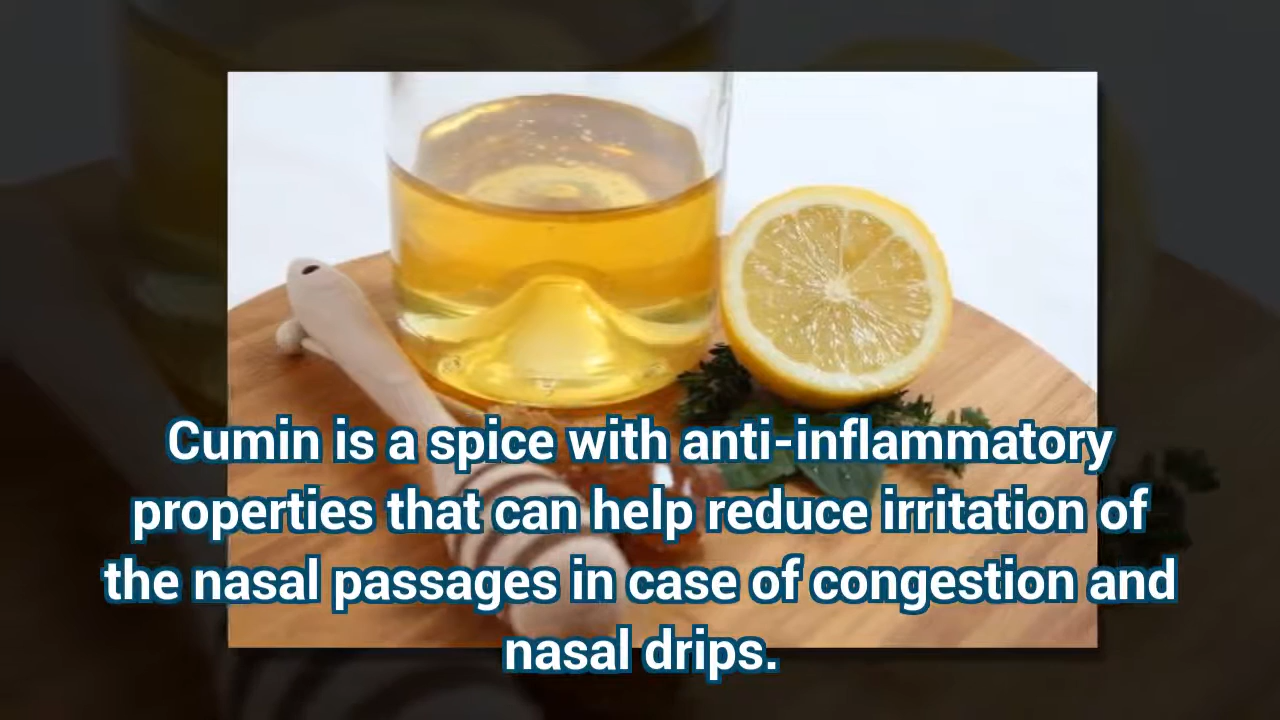 Cumin is a spice with anti-inflammatory
properties that can help reduce irritation of
the nasal passages in case of congestion and
nasal drips.